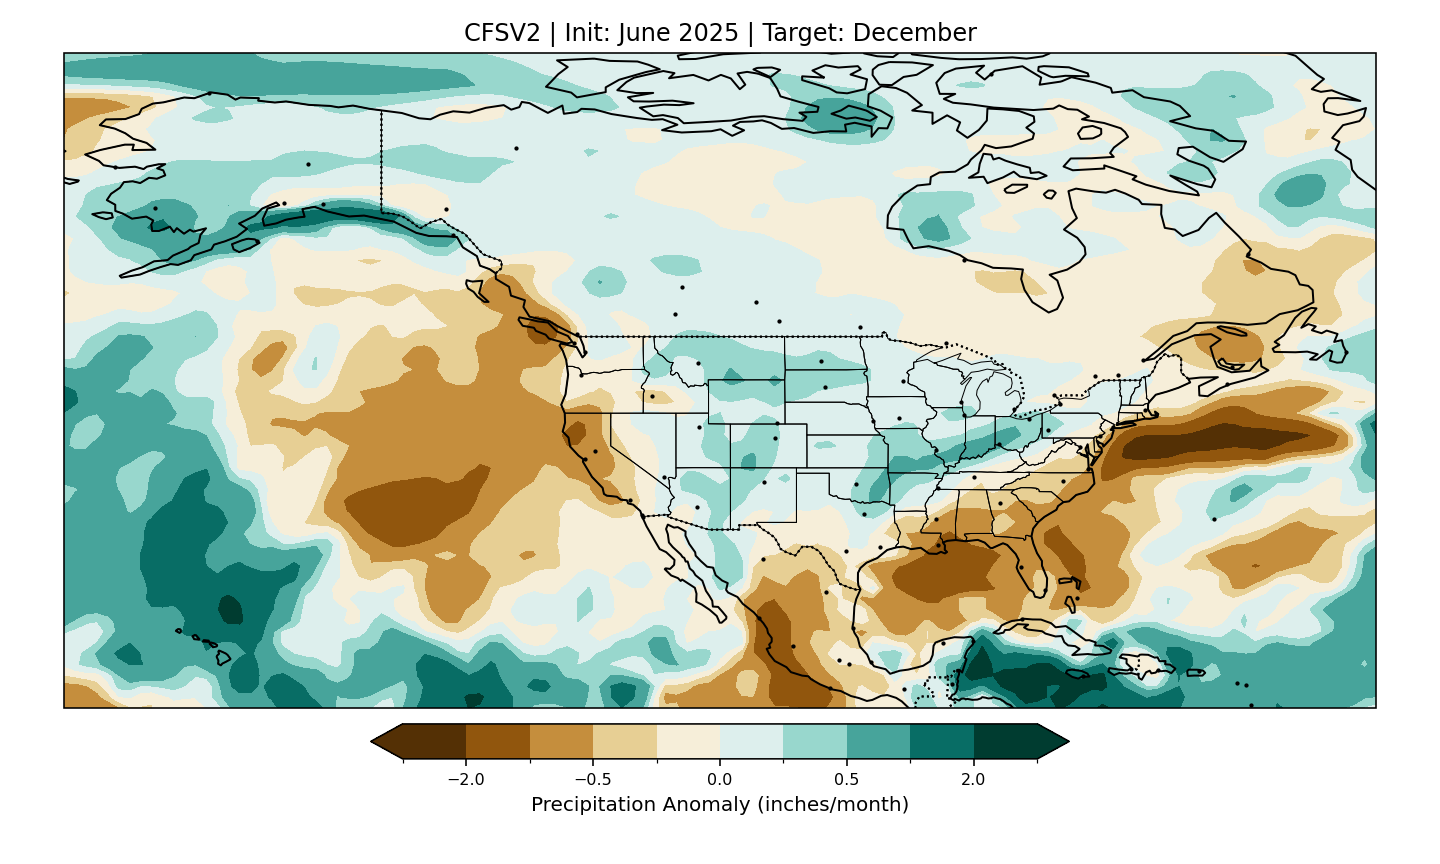 CFSV2 | Init: June 2025 | Target: December
−2.0 −0.5 0.0 0.5 2.0
Precipitation Anomaly (inches/month)